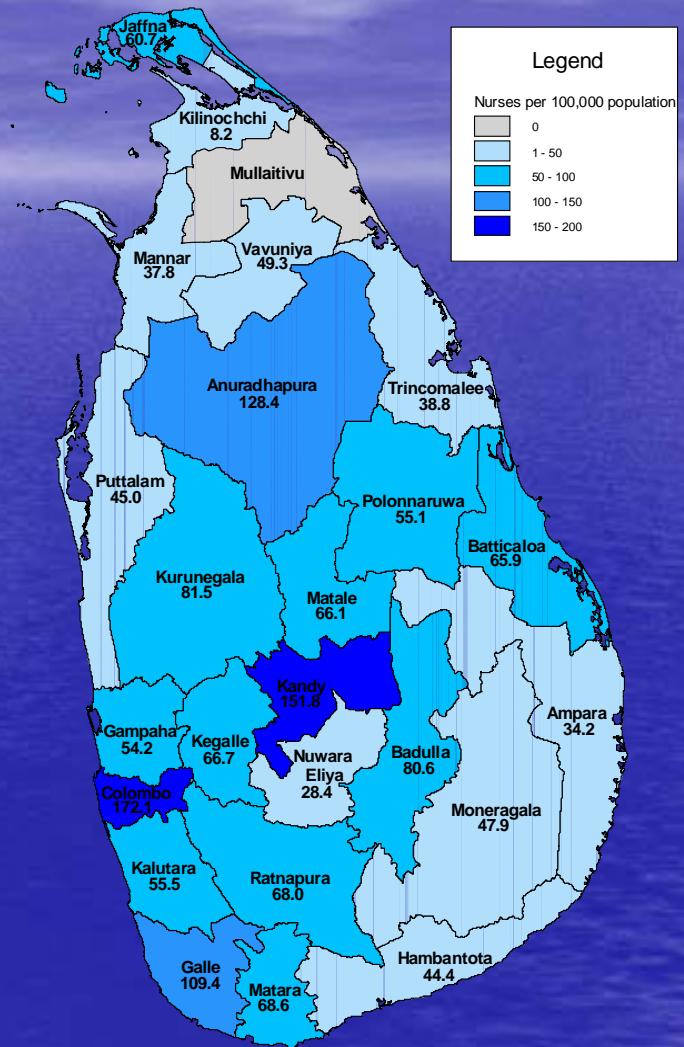 Jaffna
60.7
Legend
Nurses per 100,000 population
0
1 - 50
50 - 100
100 - 150
150 - 200
Kilinochchi
8.2
Mullaitivu
Mannar
37.8
Vavuniya
49.3
Anuradhapura
128.4
Trincomalee
38.8
Puttalam
45.0
Polonnaruwa
55.1
Batticaloa
65.9
Kurunegala
81.5
Matale
66.1
Kandy
151.8
Ampara
34.2
Gampaha
54.2
Kegalle
66.7
Nuwara
Eliya
28.4
Badulla
80.6
Colombo
172.1
Moneragala
47.9
Kalutara
55.5
Ratnapura
68.0
Galle
109.4
Matara
68.6
Hambantota
44.4